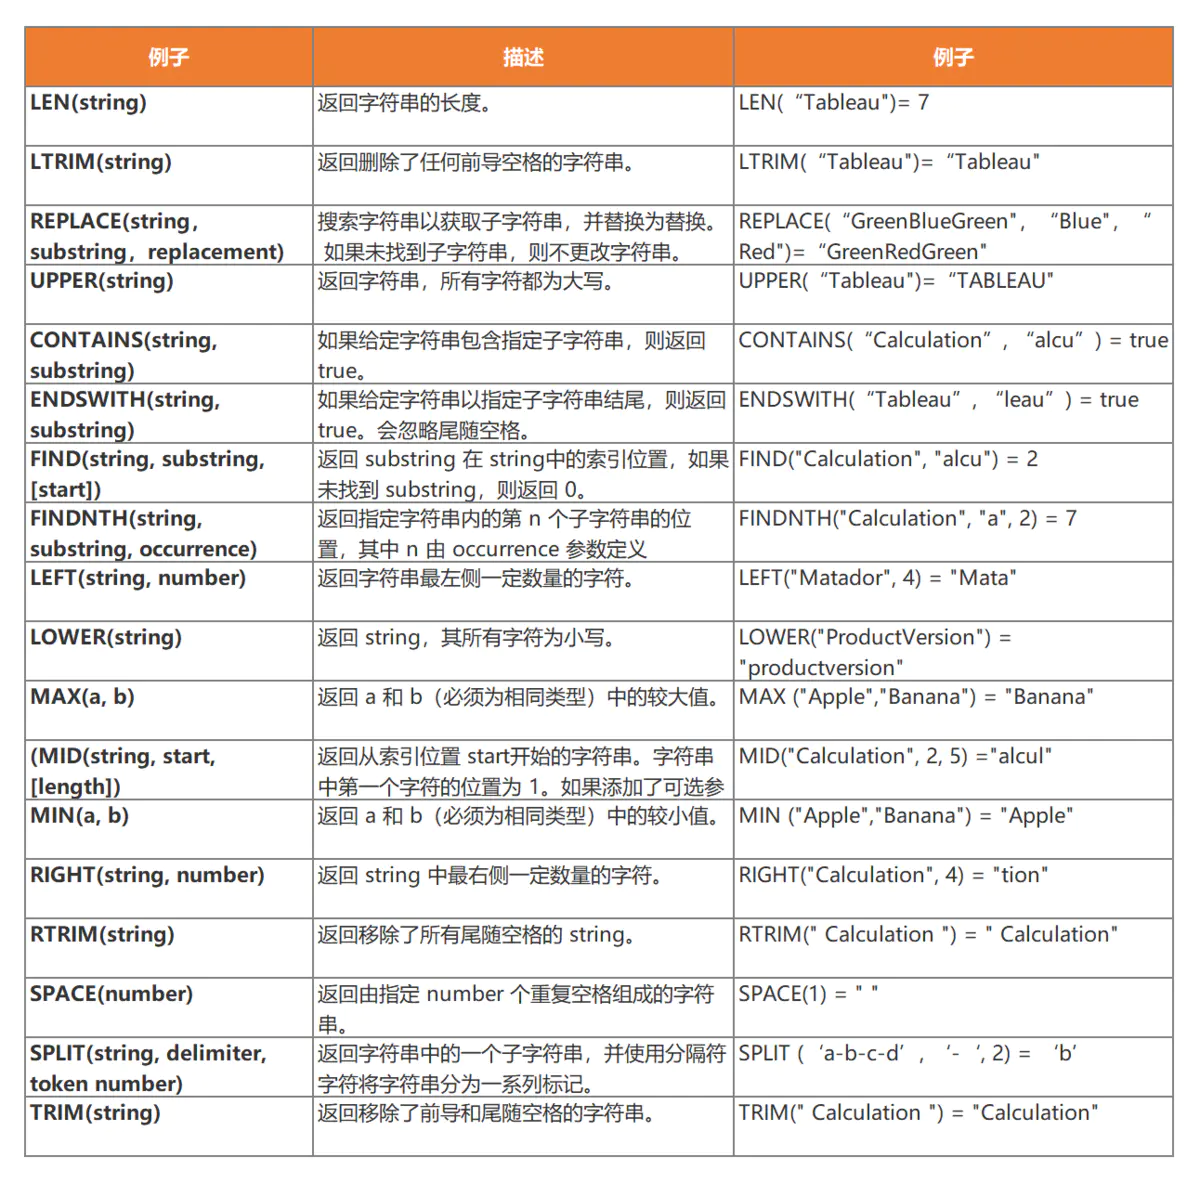 例子 描述 例子
LEN(string) 返回字符串的长度。 LEN(“Tableau")= 7
LTRIM(string) 返回删除了任何前导空格的字符串。 LTRIM(“Tableau")=“Tableau"
REPLACE(string, 搜索字符串以获取子字符串，并替换为替换。 REPLACE(“GreenBlueGreen"，“Blue"，“
substring，replacement) 如果未找到子字符串，则不更改字符串。 Red")=“GreenRedGreen"
UPPER(string) 返回字符串，所有字符都为大写。 UPPER(“Tableau")=“TABLEAU"
CONTAINS(string, 如果给定字符串包含指定子字符串，则返回 CONTAINS(“Calculation”,“alcu”) = true
substring) true。
ENDSWITH(string, 如果给定字符串以指定子字符串结尾，则返回 ENDSWITH(“Tableau”,“leau”) = true
substring) true。会忽略尾随空格。
FIND(string, substring, 返回 substring 在 string中的索引位置，如果 FIND("Calculation", "alcu") = 2
[start]) 未找到 substring，则返回 0。
FINDNTH(string, 返回指定字符串内的第 n 个子字符串的位 FINDNTH("Calculation", "a", 2) = 7
substring, occurrence) 置，其中 n 由 occurrence 参数定义
LEFT(string, number) 返回字符串最左侧一定数量的字符。 LEFT("Matador", 4) = "Mata"
LOWER(string) 返回 string，其所有字符为小写。 LOWER("ProductVersion") =
"productversion"
MAX(a, b) 返回 a 和 b（必须为相同类型）中的较大值。 MAX ("Apple","Banana") = "Banana"
(MID(string, start, 返回从索引位置 start开始的字符串。字符串 MID("Calculation", 2, 5) ="alcul"
[length]) 中第一个字符的位置为 1。如果添加了可选参
MIN(a, b) 返回 a 和 b（必须为相同类型）中的较小值。 MIN ("Apple","Banana") = "Apple"
RIGHT(string, number) 返回 string 中最右侧一定数量的字符。 RIGHT("Calculation", 4) = "tion"
RTRIM(string) 返回移除了所有尾随空格的 string。 RTRIM(" Calculation ") = " Calculation"
SPACE(number) 返回由指定 number 个重复空格组成的字符 SPACE(1) = " "
串。
SPLIT(string, delimiter, 返回字符串中的一个子字符串，并使用分隔符 SPLIT (‘a-b-c-d’,‘-‘, 2) = ‘b’
token number) 字符将字符串分为一系列标记。
TRIM(string) 返回移除了前导和尾随空格的字符串。 TRIM(" Calculation ") = "Calculation"